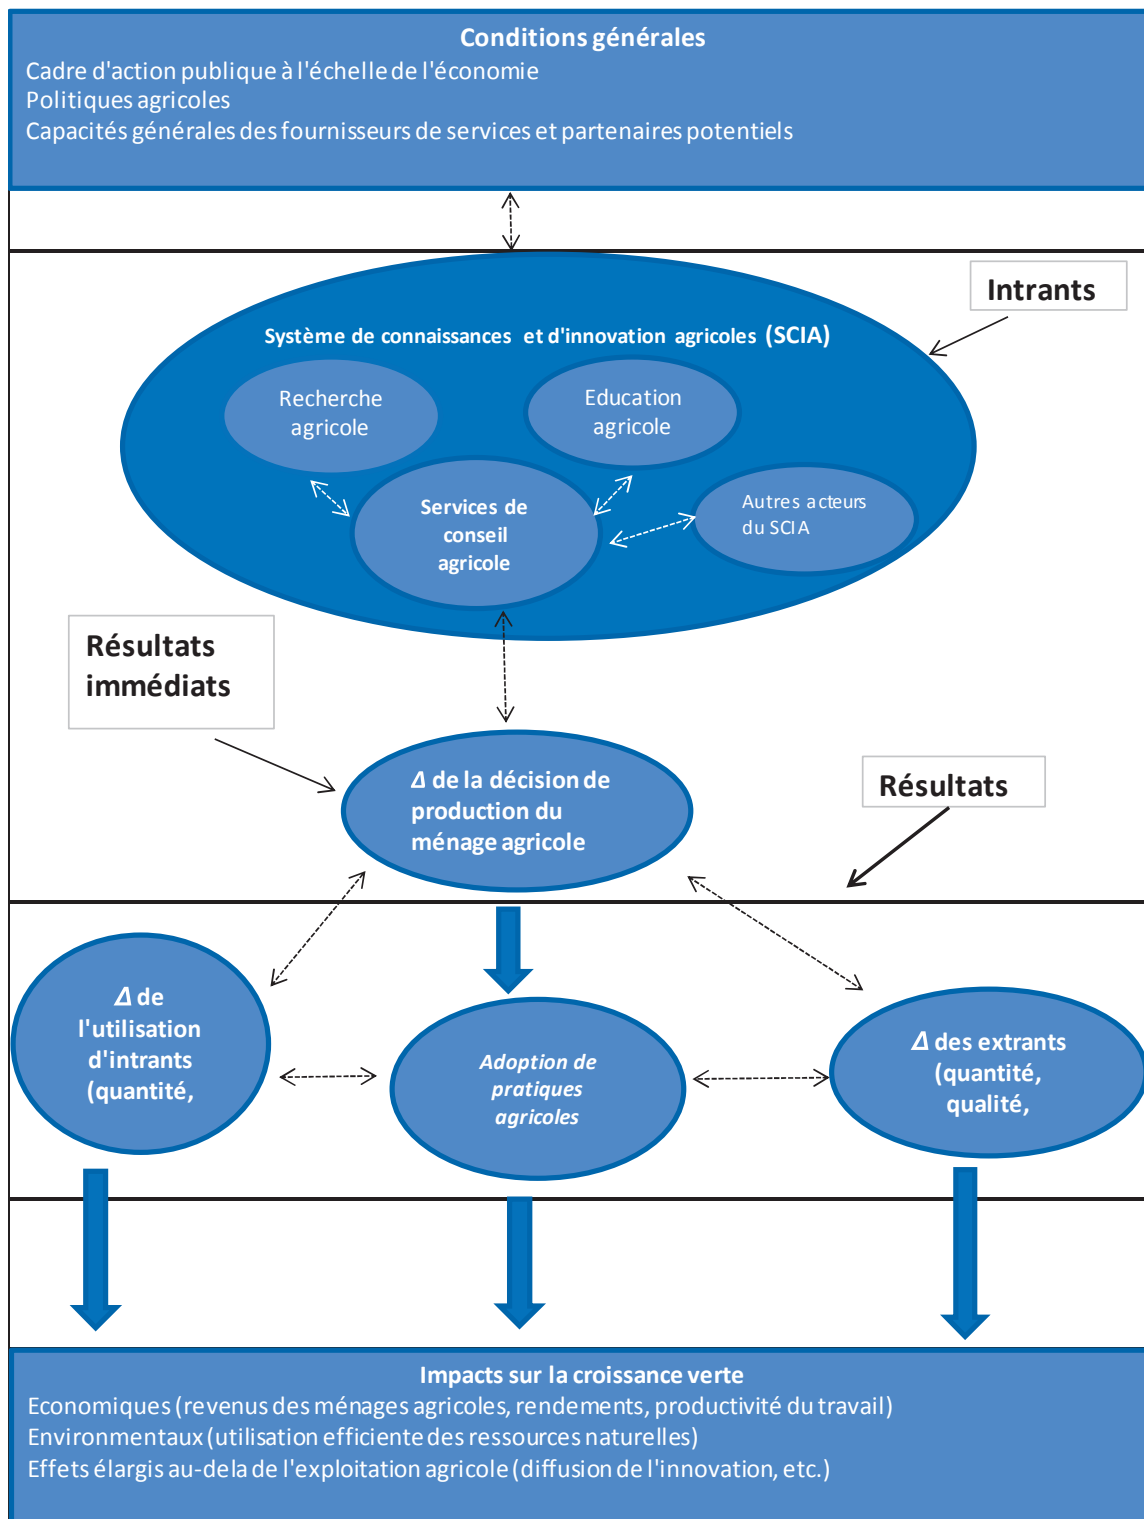 Conditions générales
Cadre d'action publique à l'échelle de l'économie
Politiques agricoles
Capacités générales des fournisseurs de services et partenaires potentiels
Intrants
Système de connaissances et d'innovation agricoles (SCIA)
Recherche
agricole
Education
agricole
Services de
conseil
agricole
Autres acteurs
du SCIA
Résultats
immédiats
Δ de la décision de
production du
ménage agricole
Résultats
Δ de
l'utilisation
d'intrants
(quantité,
Adoption de
pratiques
agricoles
Δ des extrants
(quantité,
qualité,
Impacts sur la croissance verte
Economiques (revenus des ménages agricoles, rendements, productivité du travail)
Environmentaux (utilisation efficiente des ressources naturelles)
Effets élargis au-dela de l'exploitation agricole (diffusion de l'innovation, etc.)